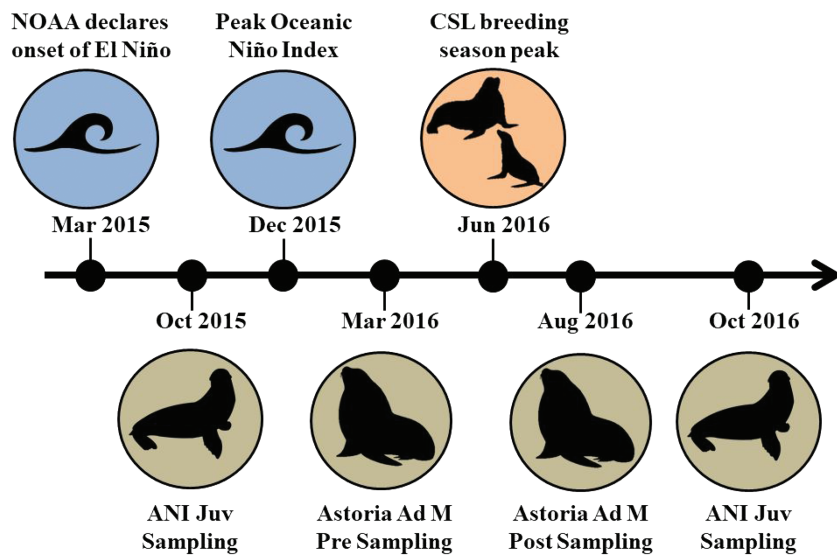 NOAA declares
onset of El Niño
Peak Oceanic
Niño Index
CSL breeding
season peak
Mar 2015
Dec 2015
Jun 2016
Oct 2015
Mar 2016
Aug 2016
Oct 2016
ANI Juv
Sampling
Astoria Ad M
Pre Sampling
Astoria Ad M
Post Sampling
ANI Juv
Sampling